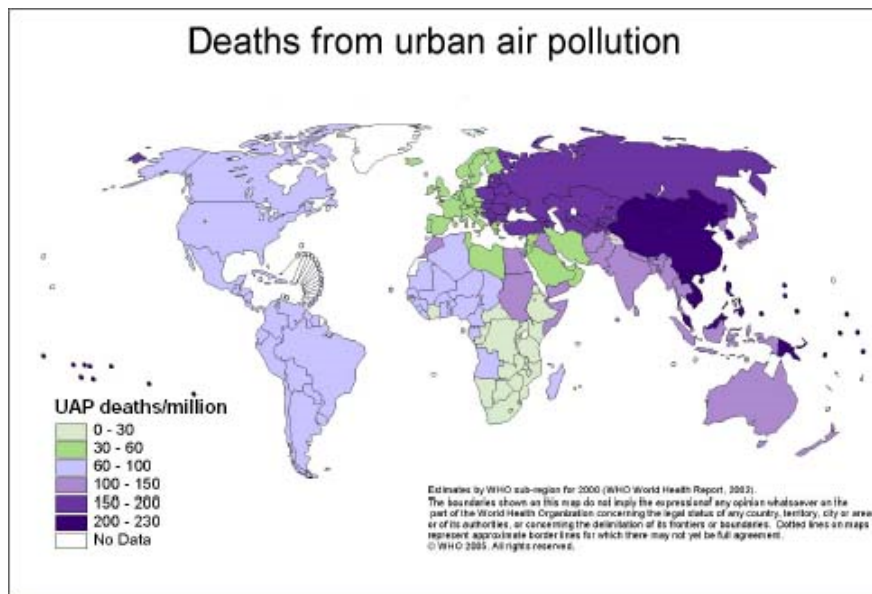 Deaths from urban air pollution
UAP deaths/million
0 - 30
30 - 60
60 - 100
100 - 150
150 - 200
200 - 230
No Data
Estimates by WHO sub-region for 2000 (WHO World Health Report, 2002).
The boundaries shown on this map do not imply the expression of any opinion whatsoever on the
part of the World Health Organization concerning the legal status of any country, territory, city or area
or of its authorities, or concerning the delimitation of its frontiers or boundaries. Dotted lines on maps
represent approximate border lines for which there may not yet be full agreement.
© WHO 2005. All rights reserved.